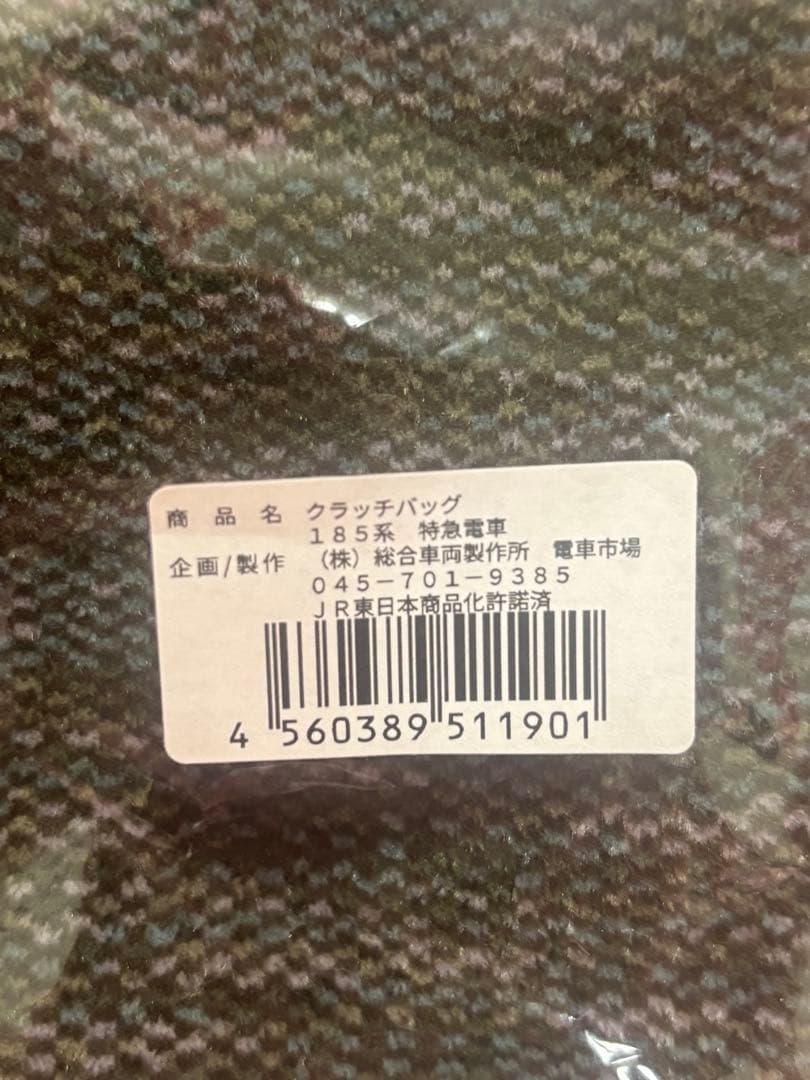 商品名 クラッチバッグ
１８５系 特急電車
企画/製作 （株）総合車両製作所 電車市場
０４５－７０１－９３８５
ＪＲ東日本商品化許諾済
4 560389 511901